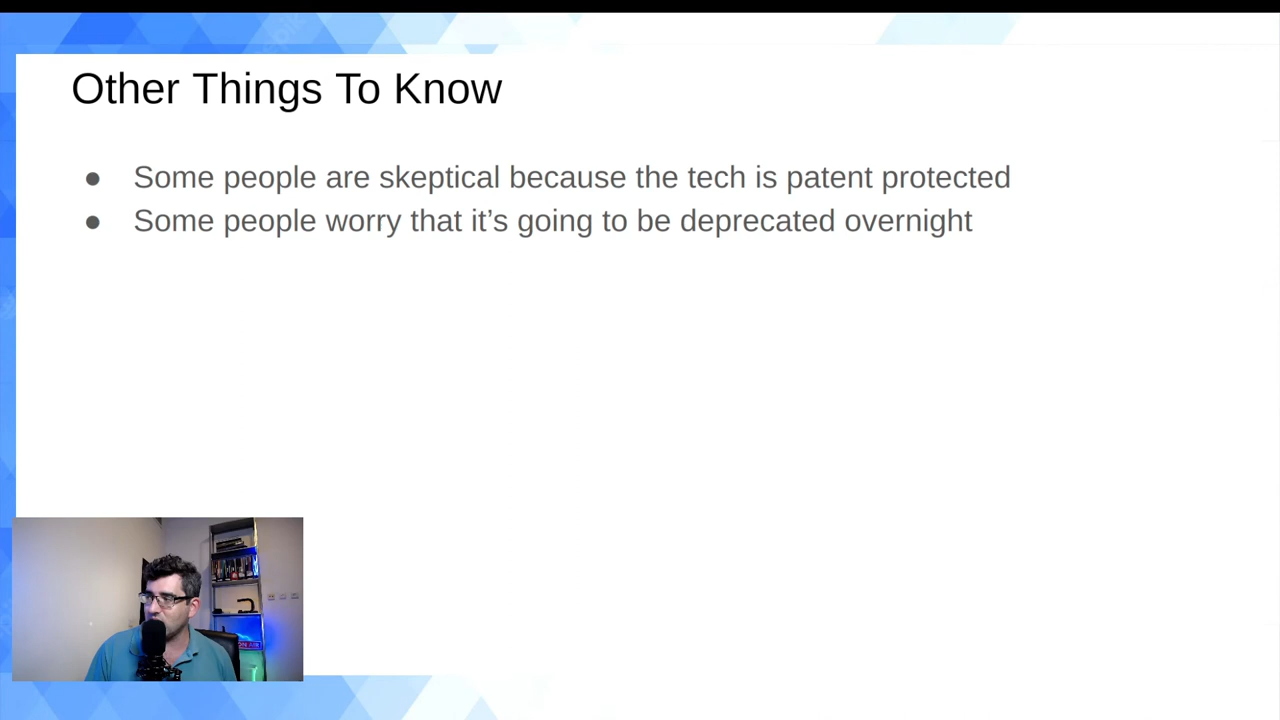 Other Things To Know
● Some people are skeptical because the tech is patent protected
● Some people worry that it’s going to be deprecated overnight